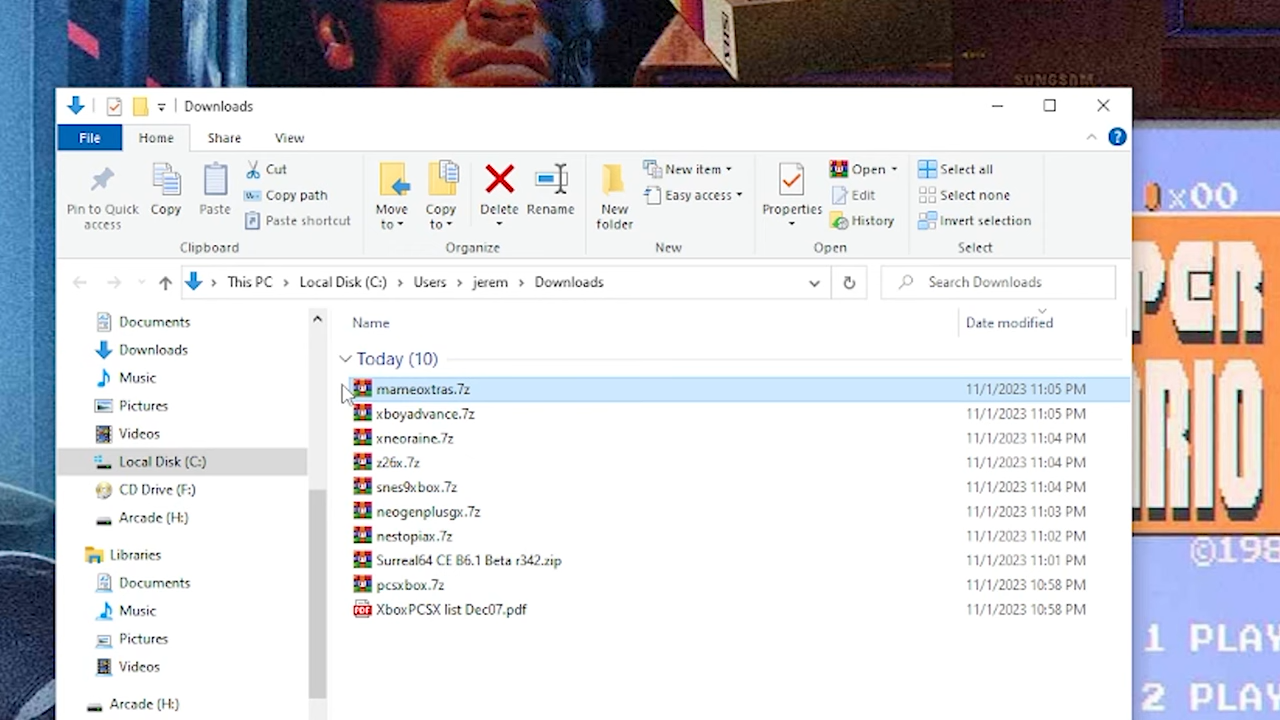 SUNGSOM
Downloads
File Home Share View
Pin to Quick access
Copy
Paste
Cut
Copy path
Paste shortcut
Clipboard
Move to
Copy to
Delete
Rename
Organize
New folder
New item
Easy access
New
Properties
Open
Edit
History
Open
Select all
Select none
Invert selection
Select
This PC > Local Disk (C:) > Users > jerem > Downloads
Search Downloads
Documents
Downloads
Music
Pictures
Videos
Local Disk (C:)
CD Drive (F:)
Arcade (H:)
Libraries
Documents
Music
Pictures
Videos
Arcade (H:)
Name Date modified
Today (10)
mameoxtras.7z 11/1/2023 11:05 PM
xboyadvance.7z 11/1/2023 11:05 PM
xneoraine.7z 11/1/2023 11:04 PM
z26x.7z 11/1/2023 11:04 PM
snes9xbox.7z 11/1/2023 11:04 PM
neogenplusgx.7z 11/1/2023 11:03 PM
nestopiax.7z 11/1/2023 11:02 PM
Surreal64 CE B6.1 Beta r342.zip 11/1/2023 11:01 PM
pcsxbox.7z 11/1/2023 10:58 PM
XboxPCSX list Dec07.pdf 11/1/2023 10:58 PM
x00
PER
RIO
©198
1 PLAY
2 PLAY